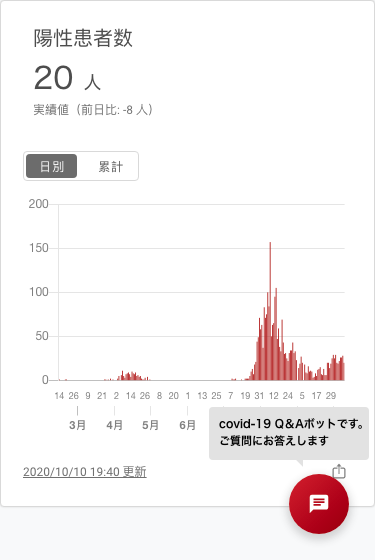 陽性患者数
20 人
実績値（前日比: -8 人）
日別 累計
200
150
100
50
0
14 26 9 21 2 14 26 8 20 1 13 25 7 19 31 12 24 5 17 29
3月 4月 5月 6月
covid-19 Q&Aボットです。
ご質問にお答えします
2020/10/10 19:40 更新